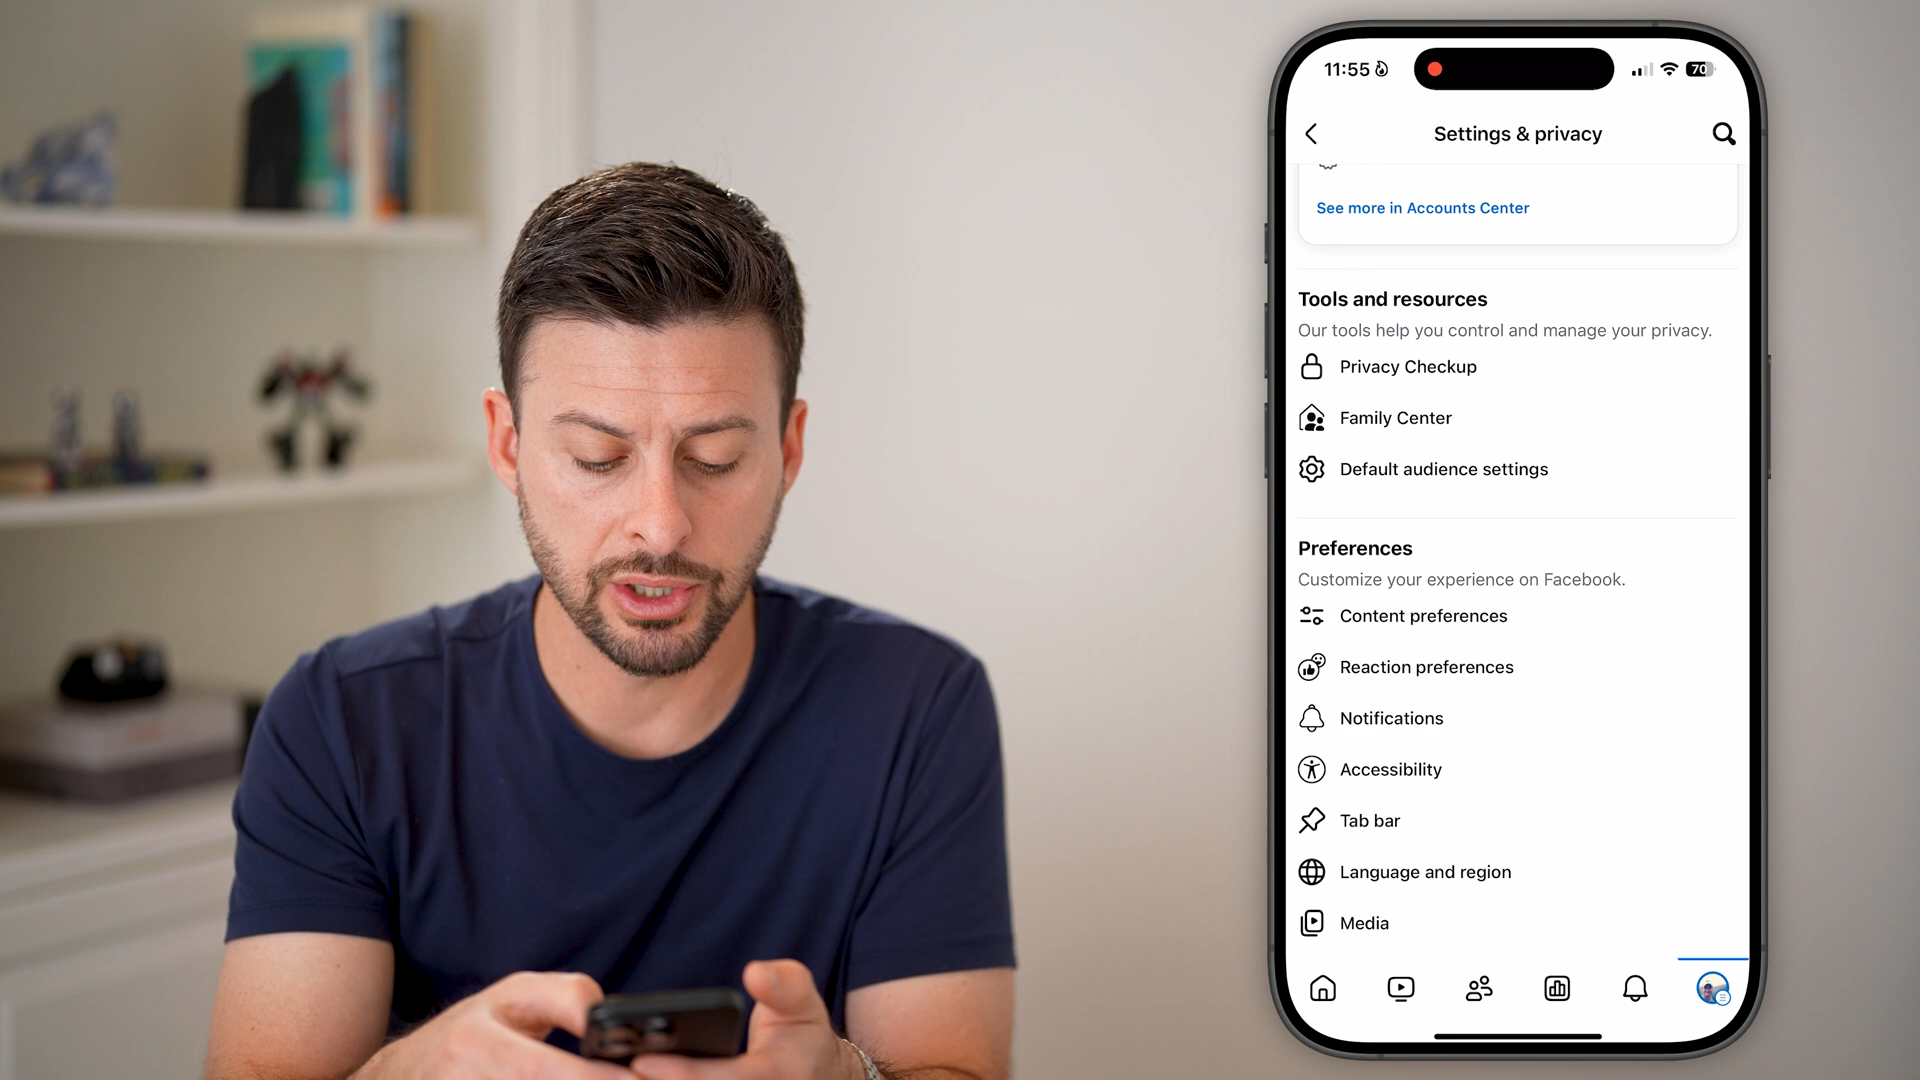 11:55
70
Settings & privacy
See more in Accounts Center
Tools and resources
Our tools help you control and manage your privacy.
Privacy Checkup
Family Center
Default audience settings
Preferences
Customize your experience on Facebook.
Content preferences
Reaction preferences
Notifications
Accessibility
Tab bar
Language and region
Media